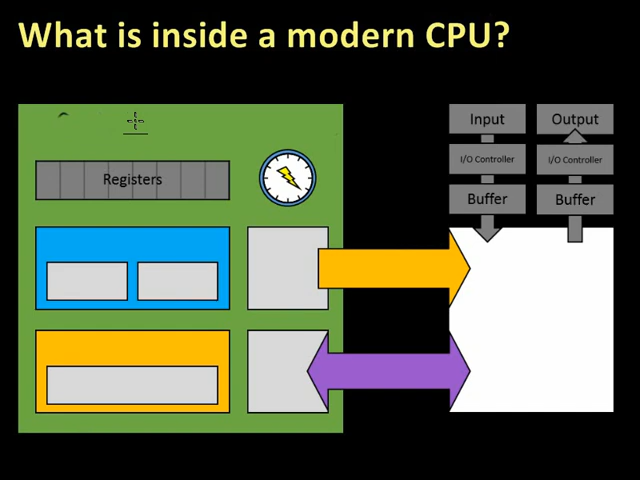 What is inside a modern CPU?
Input
Output
I/O Controller
I/O Controller
Registers
Buffer
Buffer